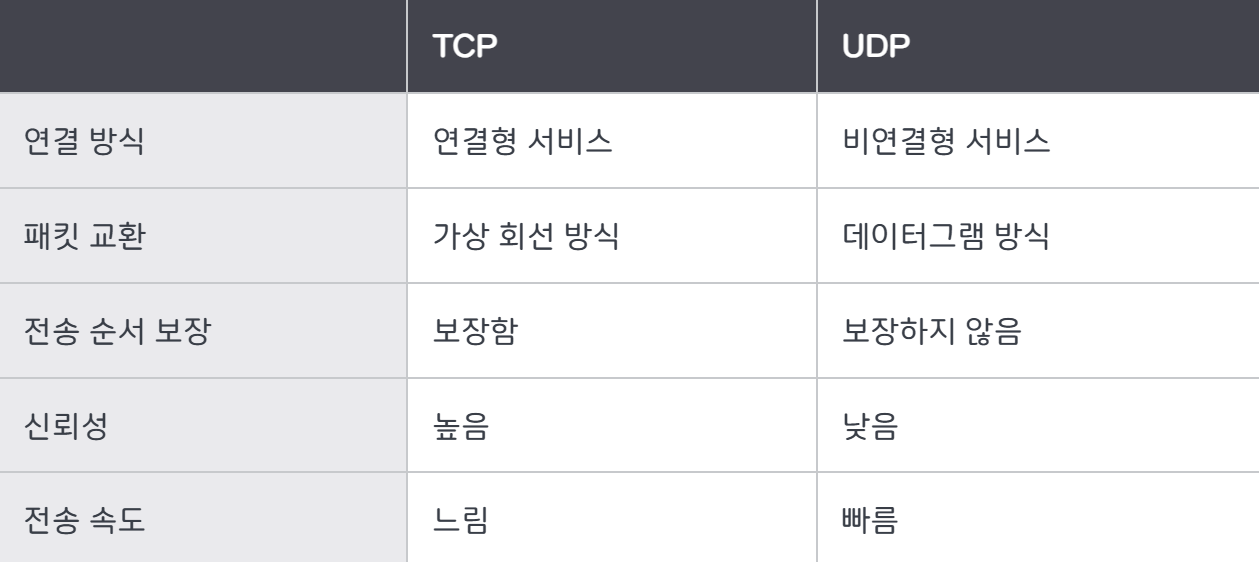 TCP UDP
연결 방식 연결형 서비스 비연결형 서비스
패킷 교환 가상 회선 방식 데이터그램 방식
전송 순서 보장 보장함 보장하지 않음
신뢰성 높음 낮음
전송 속도 느림 빠름